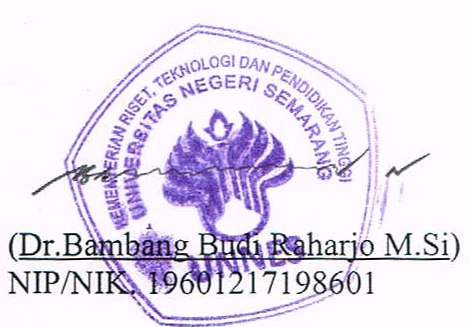 KEMENTERIAN RISET, TEKNOLOGI DAN PENDIDIKAN TINGGI
UNIVERSITAS NEGERI SEMARANG
UNNES
(Dr.Bambang Budi Raharjo M.Si)
NIP/NIK. 19601217198601